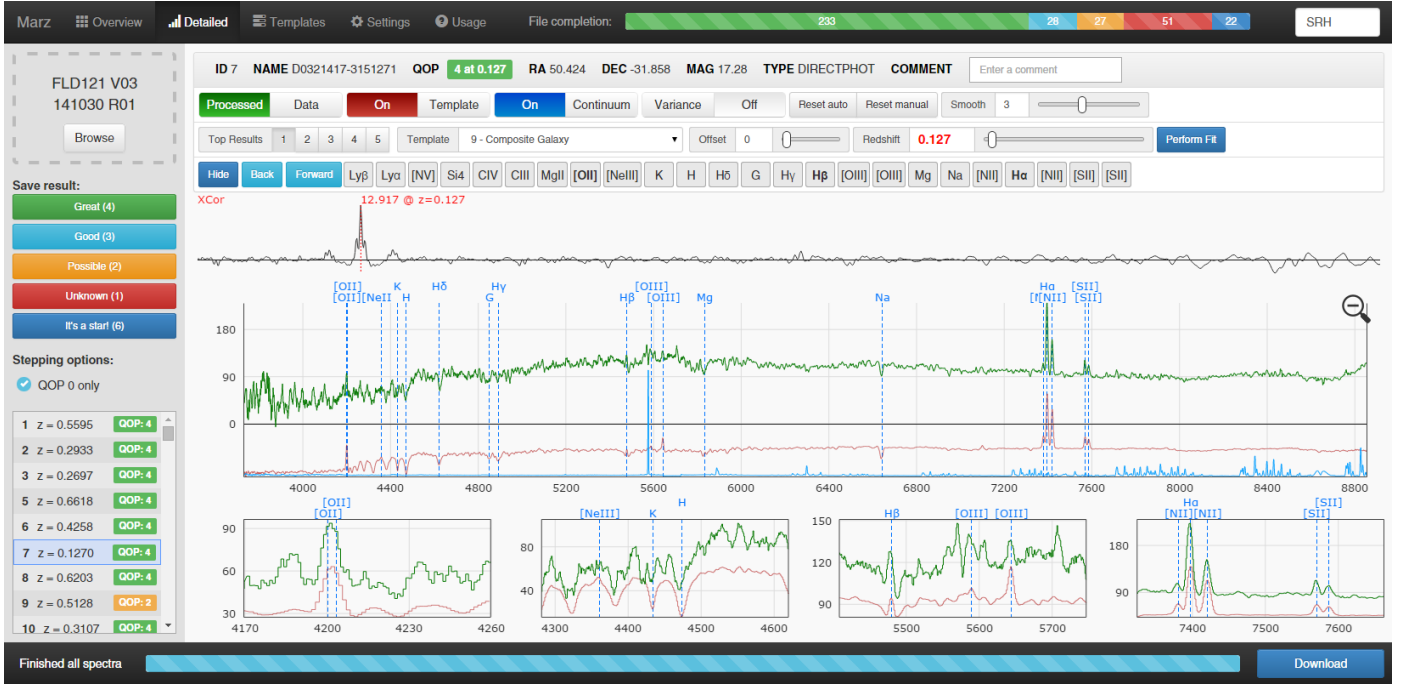 Marz Overview Detailed Templates Settings Usage File completion: 233 28 27 51 22 SRH
FLD121 V03
141030 R01
Browse
Save result:
Great (4)
Good (3)
Possible (2)
Unknown (1)
It's a star! (6)
Stepping options:
QOP 0 only
1 z = 0.5595 QOP: 4
2 z = 0.2933 QOP: 4
3 z = 0.2697 QOP: 4
5 z = 0.6618 QOP: 4
6 z = 0.4258 QOP: 4
7 z = 0.1270 QOP: 4
8 z = 0.6203 QOP: 4
9 z = 0.5128 QOP: 2
10 z = 0.3107 QOP: 4
ID 7 NAME D0321417-3151271 QOP 4 at 0.127 RA 50.424 DEC -31.858 MAG 17.28 TYPE DIRECTPHOT COMMENT Enter a comment
Processed Data On Template On Continuum Variance Off Reset auto Reset manual Smooth 3
Top Results 1 2 3 4 5 Template 9 - Composite Galaxy Offset 0 Redshift 0.127 Perform Fit
Hide Back Forward Lyβ Lyα [NV] Si4 CIV CIII MgII [OII] [NeIII] K H Hδ G Hγ Hβ [OIII] [OIII] Mg Na [NII] Hα [NII] [SII] [SII]
XCor 12.917 @ z=0.127
[OII] K Hδ Hγ [OIII] Hα [SII]
[OII] [NeII H G Hβ [OIII] Mg Na [NII] [SII]
180
90
0
4000 4400 4800 5200 5600 6000 6400 6800 7200 7600 8000 8400 8800
[OII]
[OII]
90
60
30
4170 4200 4230 4260
H
[NeIII] K
80
40
4300 4400 4500 4600
Hβ [OIII] [OIII]
150
120
90
5500 5600 5700
Hα [SII]
[NII] [NII] [SII]
180
90
7400 7500 7600
Finished all spectra Download